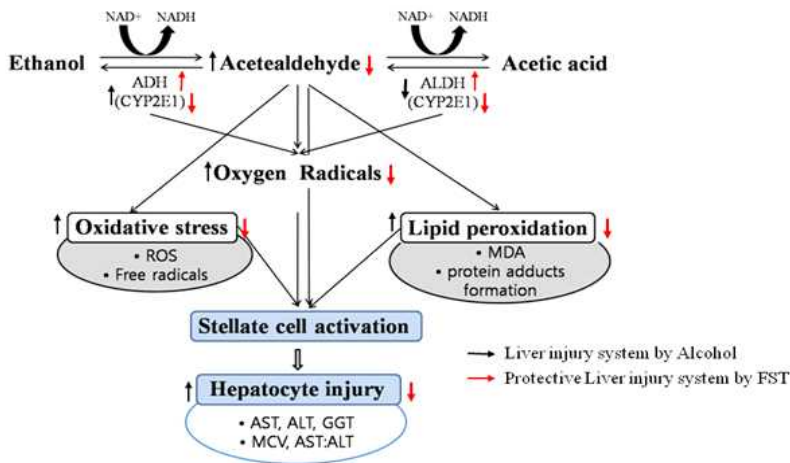 NAD+ NADH NAD+ NADH
Ethanol ↑Acetealdehyde↓ Acetic acid
ADH ↑ ALDH ↑
↑(CYP2E1)↓ ↓(CYP2E1)↓
↑Oxygen Radicals↓
↑ Oxidative stress ↓
• ROS
• Free radicals
↑ Lipid peroxidation ↓
• MDA
• protein adducts
formation
Stellate cell activation
↑ Hepatocyte injury ↓
• AST, ALT, GGT
• MCV, AST:ALT
→ Liver injury system by Alcohol
→ Protective Liver injury system by FST